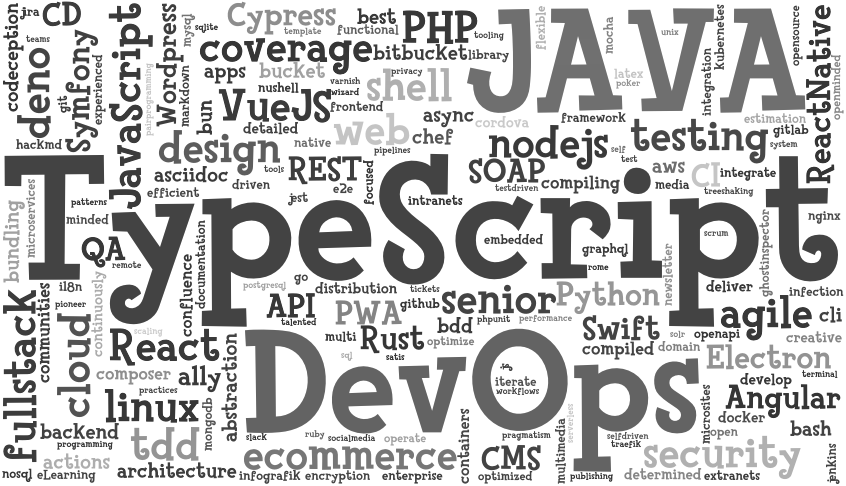 jra
CD
codeception
teams
deno
git
Symfony
experienced
hackmd
JavaScript
pairprogramming
Wordpress
markdown
mysql
sqlite
Cypress
template
functional
best
PHP
tooling
coverage
bitbucket
library
apps
bucket
nushell
varnish
wizard
privacy
shell
bun
VueJS
frontend
detailed
native
web
pipelines
async
chef
cordova
JAVA
flexible
mocha
unix
integration
kubernetes
opensource
ReactNative
openminded
latex
poker
framework
estimation
gitlab
system
nodejs
testing
self
test
design
asciidoc
driven
tools
efficient
REST
jest
e2e
focused
intranets
SOAP
testdriven
compiling
aws
media
CI
integrate
treeshaking
TypeScript
microservices
patterns
minded
bundling
QA
remote
il8n
pioneer
continuously
documentation
confluence
postgresql
go
distribution
tickets
embedded
graphql
rome
scrum
newsletter
ghostinspector
nginx
deliver
infection
fullstack
communities
cloud
scaling
API
talented
PWA
github
senior
Python
multi
Rust
bdd
phpunit
performance
optimize
sql
satis
Swift
compiled
domain
solr
openapi
agile
cli
creative
React
composer
ally
practices
abstraction
linux
mongodb
DevOps
iterate
workflows
Electron
terminal
develop
Angular
docker
open
microsites
bash
jenkins
backend
programming
tdd
actions
nosql
eLearning
architecture
slack
ruby
socialmedia
operate
ecommerce
infografik
encryption
enterprise
containers
pragmatism
CMS
optimized
multimedia
serverless
publishing
selfdriven
traefik
security
determined
extranets